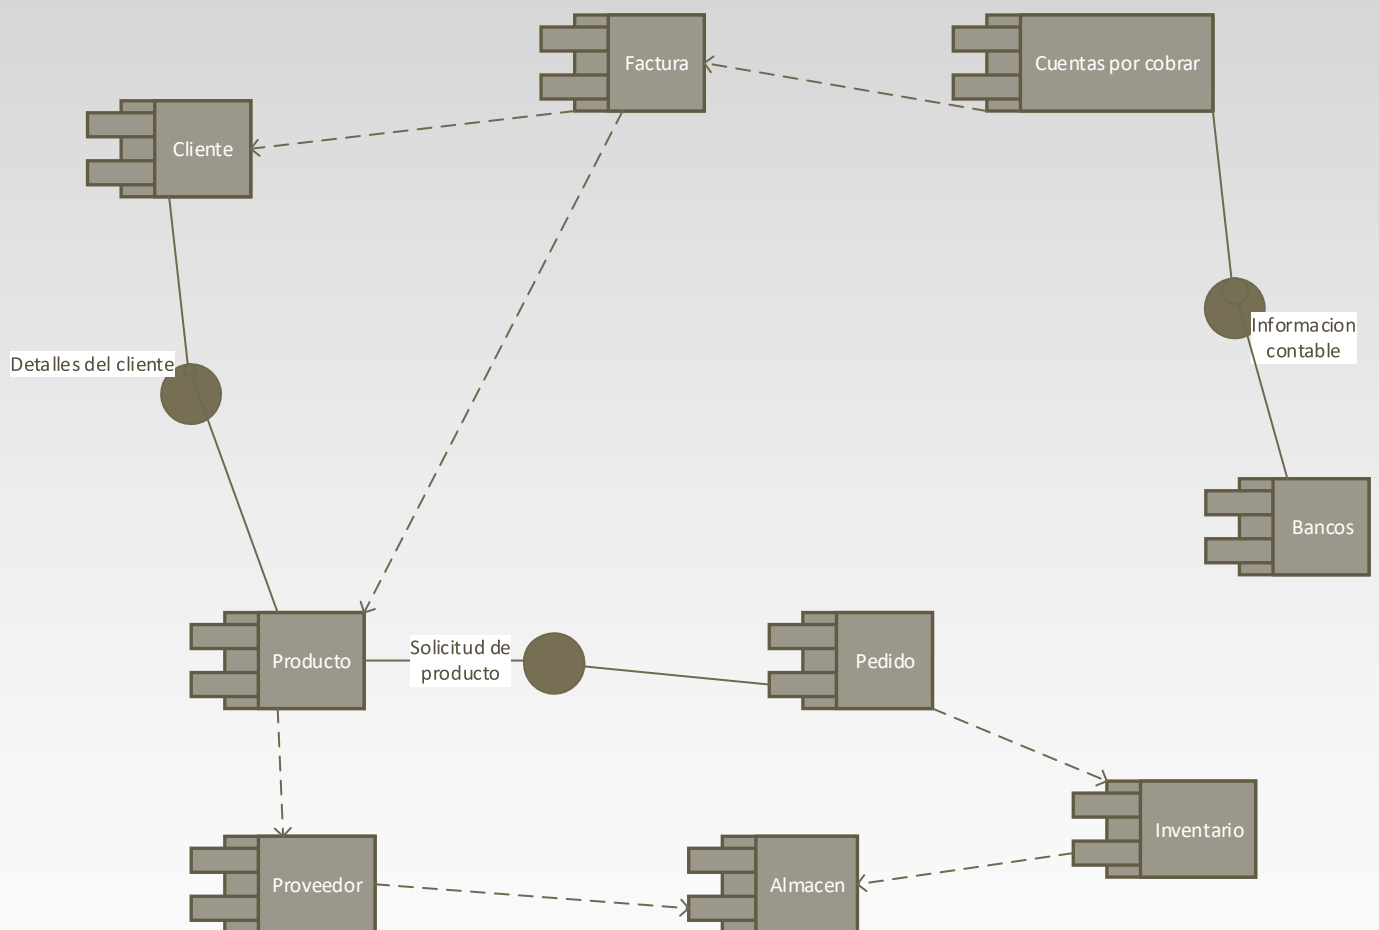 Factura
Cuentas por cobrar
Cliente
Informacion
contable
Detalles del cliente
Bancos
Solicitud de
producto
Producto
Pedido
Inventario
Proveedor
Almacen